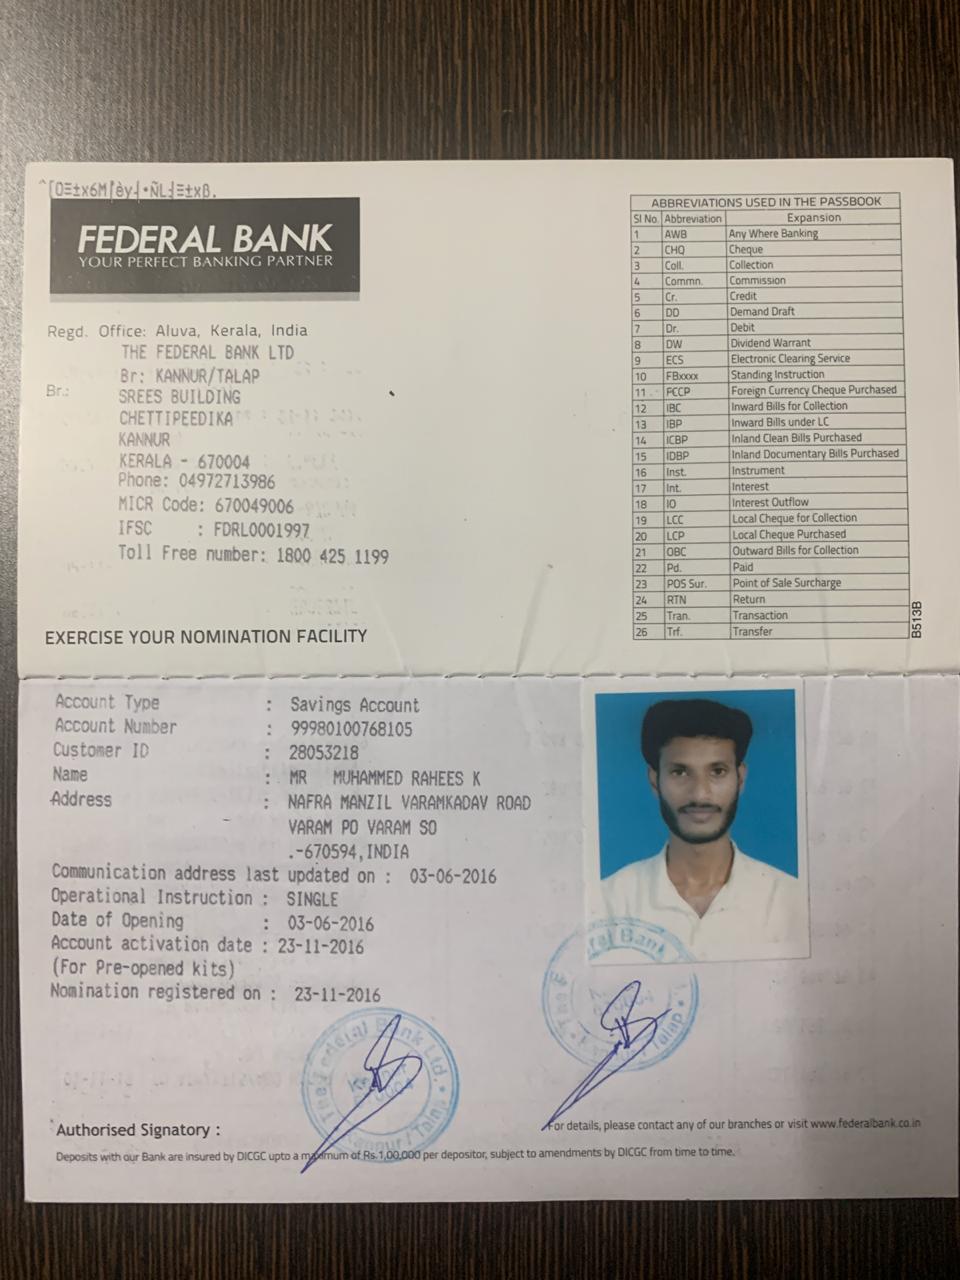 FEDERAL BANK
YOUR PERFECT BANKING PARTNER
Regd. Office: Aluva, Kerala, India
THE FEDERAL BANK LTD
Br: KANNUR/TALAP
Br.: SREES BUILDING
CHETTIPEEDIKA
KANNUR
KERALA - 670004
Phone: 04972713986
MICR Code: 670049006
IFSC : FDRL0001997
Toll Free number: 1800 425 1199
EXERCISE YOUR NOMINATION FACILITY
ABBREVIATIONS USED IN THE PASSBOOK
Sl No. Abbreviation Expansion
1 AWB Any Where Banking
2 CHQ Cheque
3 Coll. Collection
4 Commn. Commission
5 Cr. Credit
6 DD Demand Draft
7 Dr. Debit
8 DW Dividend Warrant
9 ECS Electronic Clearing Service
10 FBxxxx Standing Instruction
11 FCCP Foreign Currency Cheque Purchased
12 IBC Inward Bills for Collection
13 IBP Inward Bills under LC
14 ICBP Inland Clean Bills Purchased
15 IDBP Inland Documentary Bills Purchased
16 Inst. Instrument
17 Int. Interest
18 IO Interest Outflow
19 LCC Local Cheque for Collection
20 LCP Local Cheque Purchased
21 OBC Outward Bills for Collection
22 Pd. Paid
23 POS Sur. Point of Sale Surcharge
24 RTN Return
25 Tran. Transaction
26 Trf. Transfer
B513B
Account Type : Savings Account
Account Number : 99980100768105
Customer ID : 28053218
Name : MR MUHAMMED RAHEES K
Address : NAFRA MANZIL VARAMKADAV ROAD
VARAM PO VARAM SO
.-670594,INDIA
Communication address last updated on : 03-06-2016
Operational Instruction : SINGLE
Date of Opening : 03-06-2016
Account activation date : 23-11-2016
(For Pre-opened kits)
Nomination registered on : 23-11-2016
The Federal Bank Ltd.
Kannur / Talap
Authorised Signatory :
For details, please contact any of our branches or visit www.federalbank.co.in
Deposits with our Bank are insured by DICGC upto a maximum of Rs.1,00,000 per depositor, subject to amendments by DICGC from time to time.